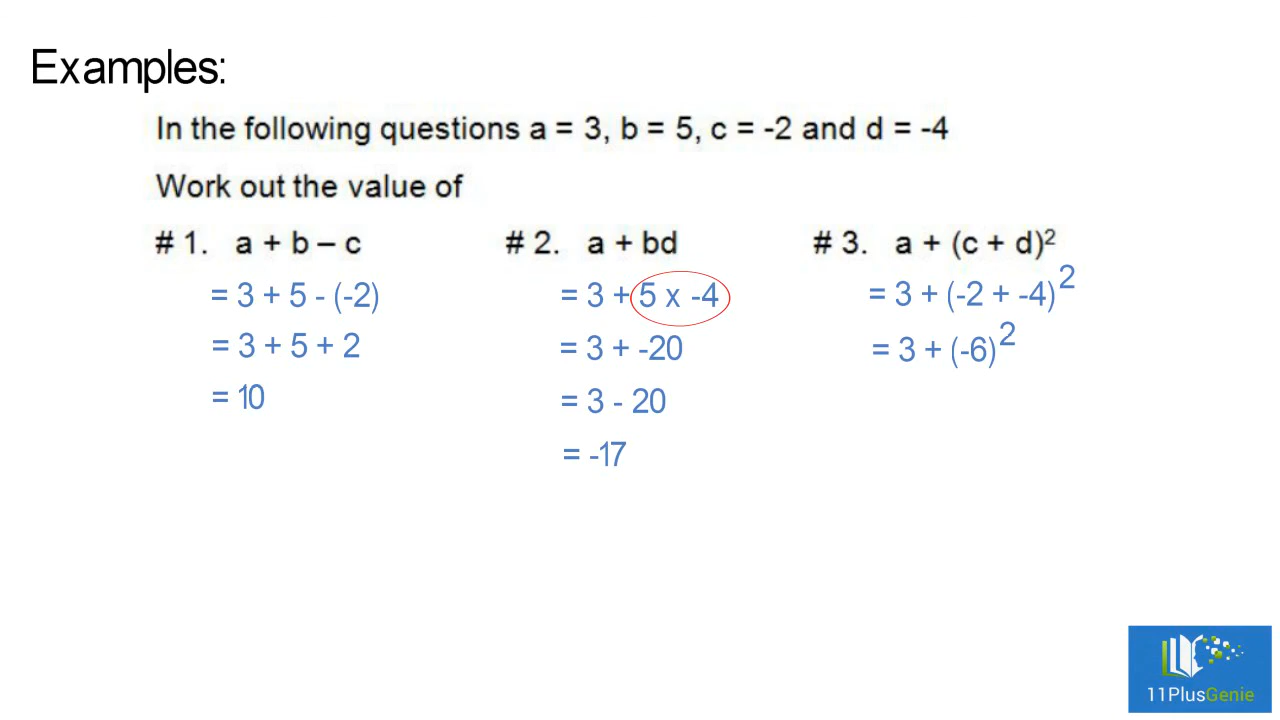 Examples:
In the following questions a = 3, b = 5, c = -2 and d = -4
Work out the value of
# 1. a + b – c
= 3 + 5 - (-2)
= 3 + 5 + 2
= 10
# 2. a + bd
= 3 + 5 x -4
= 3 + -20
= 3 - 20
= -17
# 3. a + (c + d)²
= 3 + (-2 + -4)²
= 3 + (-6)²
11PlusGenie